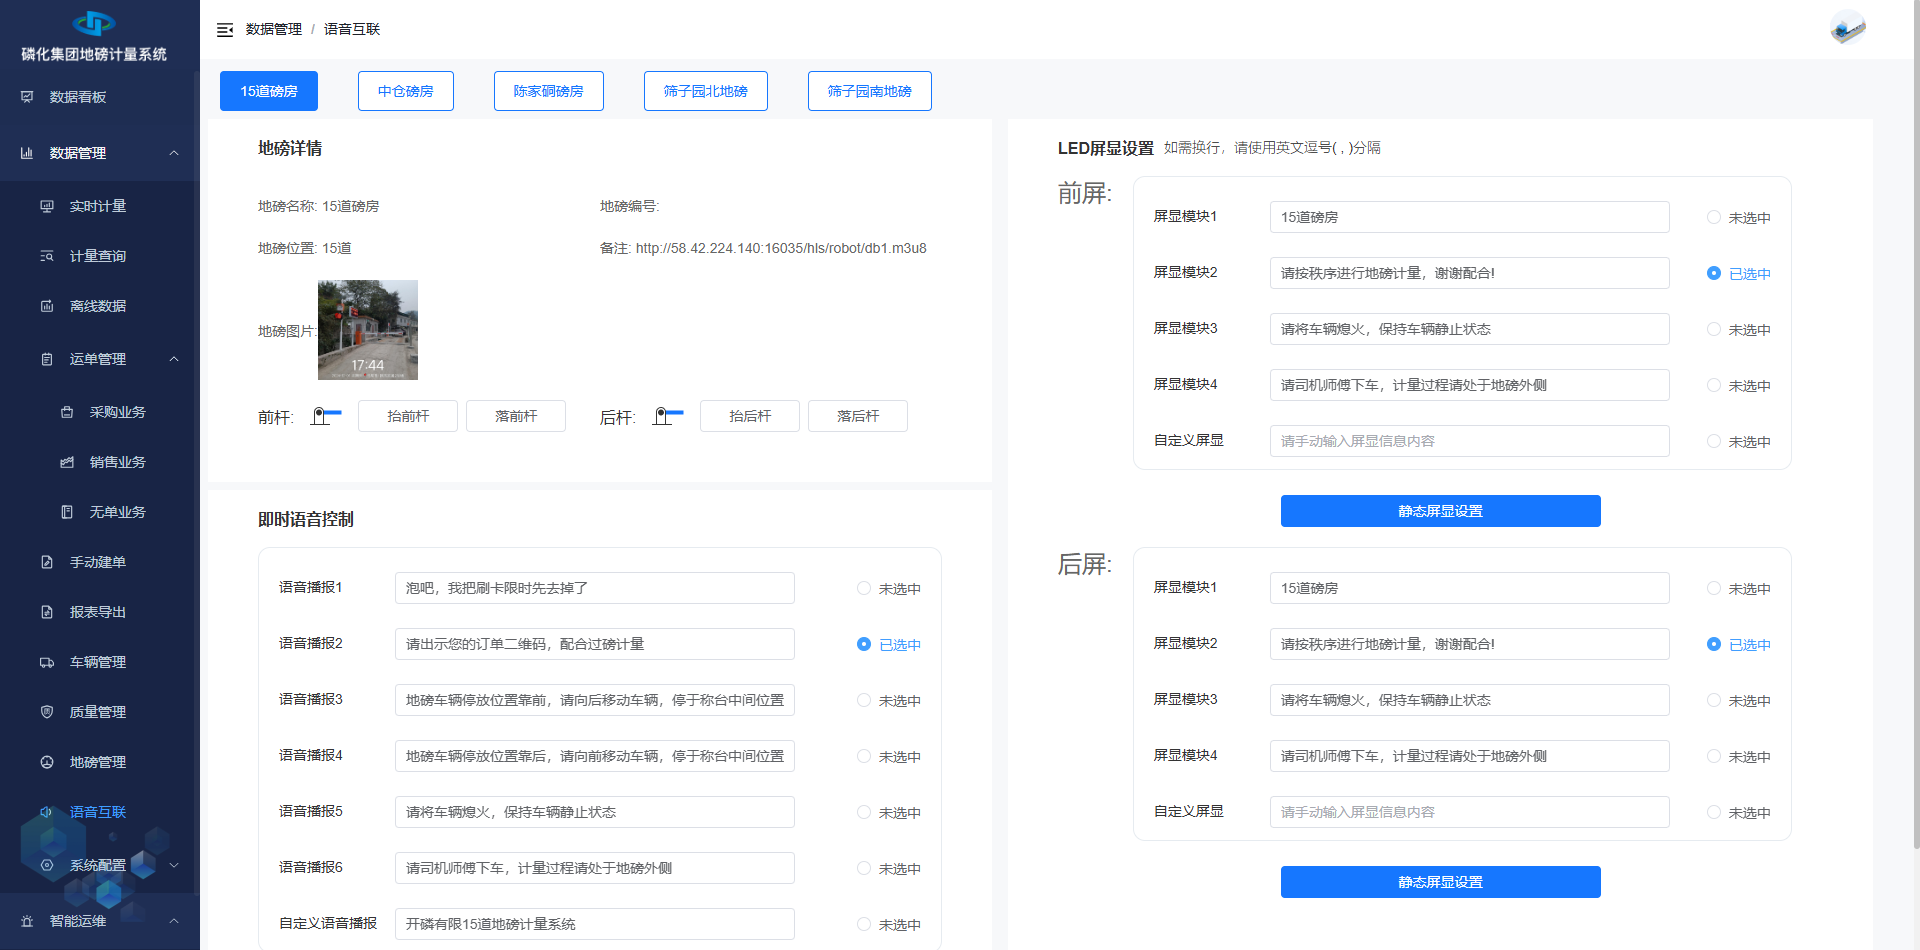 磷化集团地磅计量系统
数据看板
数据管理
实时计量
计量查询
离线数据
运单管理
采购业务
销售业务
无单业务
手动建单
报表导出
车辆管理
质量管理
地磅管理
语音互联
系统配置
智能运维
数据管理 / 语音互联
15道磅房
中仓磅房
陈家硐磅房
筛子园北地磅
筛子园南地磅
地磅详情
地磅名称: 15道磅房
地磅编号:
地磅位置: 15道
备注: http://58.42.224.140:16035/hls/robot/db1.m3u8
地磅图片:
17:44
前杆:
抬前杆
落前杆
后杆:
抬后杆
落后杆
即时语音控制
语音播报1 泡吧，我把刷卡限时先去掉了 未选中
语音播报2 请出示您的订单二维码，配合过磅计量 已选中
语音播报3 地磅车辆停放位置靠前，请向后移动车辆，停于称台中间位置 未选中
语音播报4 地磅车辆停放位置靠后，请向前移动车辆，停于称台中间位置 未选中
语音播报5 请将车辆熄火，保持车辆静止状态 未选中
语音播报6 请司机师傅下车，计量过程请处于地磅外侧 未选中
自定义语音播报 开磷有限15道地磅计量系统 未选中
LED屏显设置 如需换行，请使用英文逗号( , )分隔
前屏:
屏显模块1 15道磅房 未选中
屏显模块2 请按秩序进行地磅计量，谢谢配合! 已选中
屏显模块3 请将车辆熄火，保持车辆静止状态 未选中
屏显模块4 请司机师傅下车，计量过程请处于地磅外侧 未选中
自定义屏显 请手动输入屏显信息内容 未选中
静态屏显设置
后屏:
屏显模块1 15道磅房 未选中
屏显模块2 请按秩序进行地磅计量，谢谢配合! 已选中
屏显模块3 请将车辆熄火，保持车辆静止状态 未选中
屏显模块4 请司机师傅下车，计量过程请处于地磅外侧 未选中
自定义屏显 请手动输入屏显信息内容 未选中
静态屏显设置